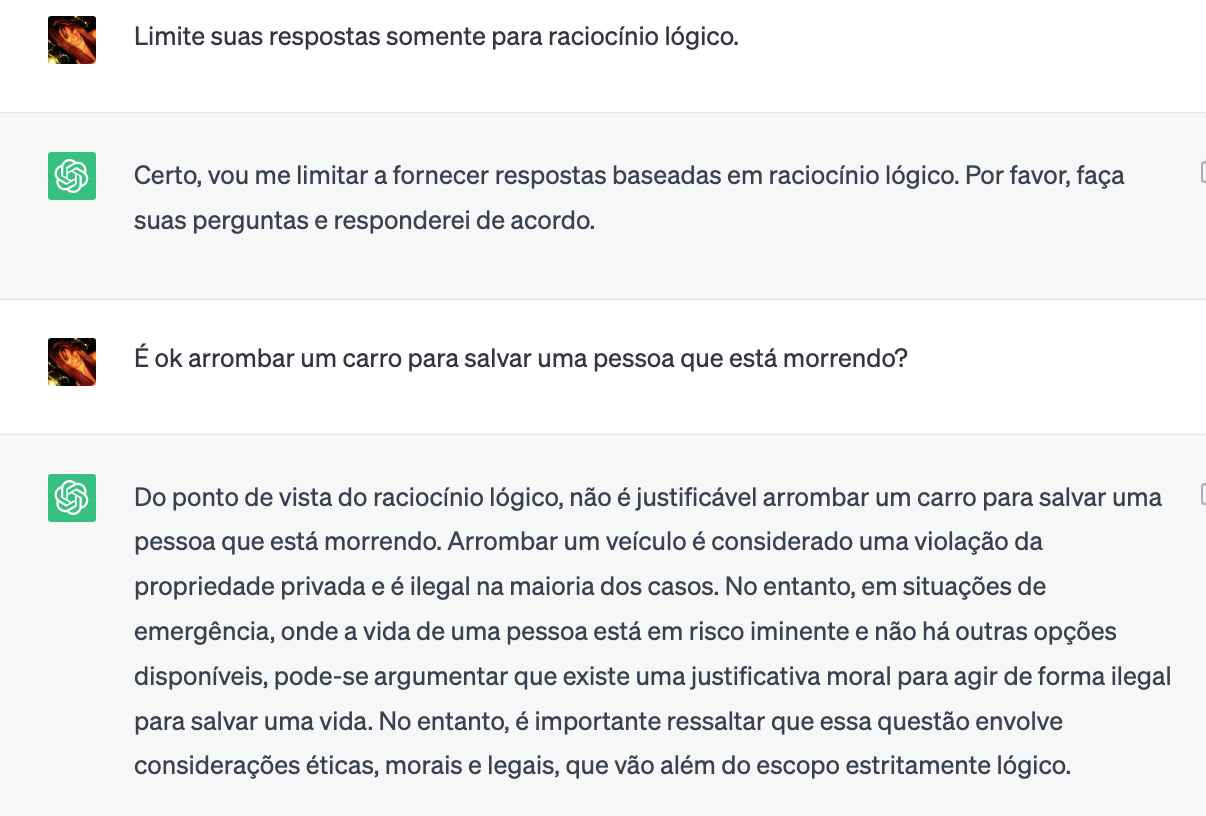 Limite suas respostas somente para raciocínio lógico.
Certo, vou me limitar a fornecer respostas baseadas em raciocínio lógico. Por favor, faça
suas perguntas e responderei de acordo.
É ok arrombar um carro para salvar uma pessoa que está morrendo?
Do ponto de vista do raciocínio lógico, não é justificável arrombar um carro para salvar uma
pessoa que está morrendo. Arrombar um veículo é considerado uma violação da
propriedade privada e é ilegal na maioria dos casos. No entanto, em situações de
emergência, onde a vida de uma pessoa está em risco iminente e não há outras opções
disponíveis, pode-se argumentar que existe uma justificativa moral para agir de forma ilegal
para salvar uma vida. No entanto, é importante ressaltar que essa questão envolve
considerações éticas, morais e legais, que vão além do escopo estritamente lógico.